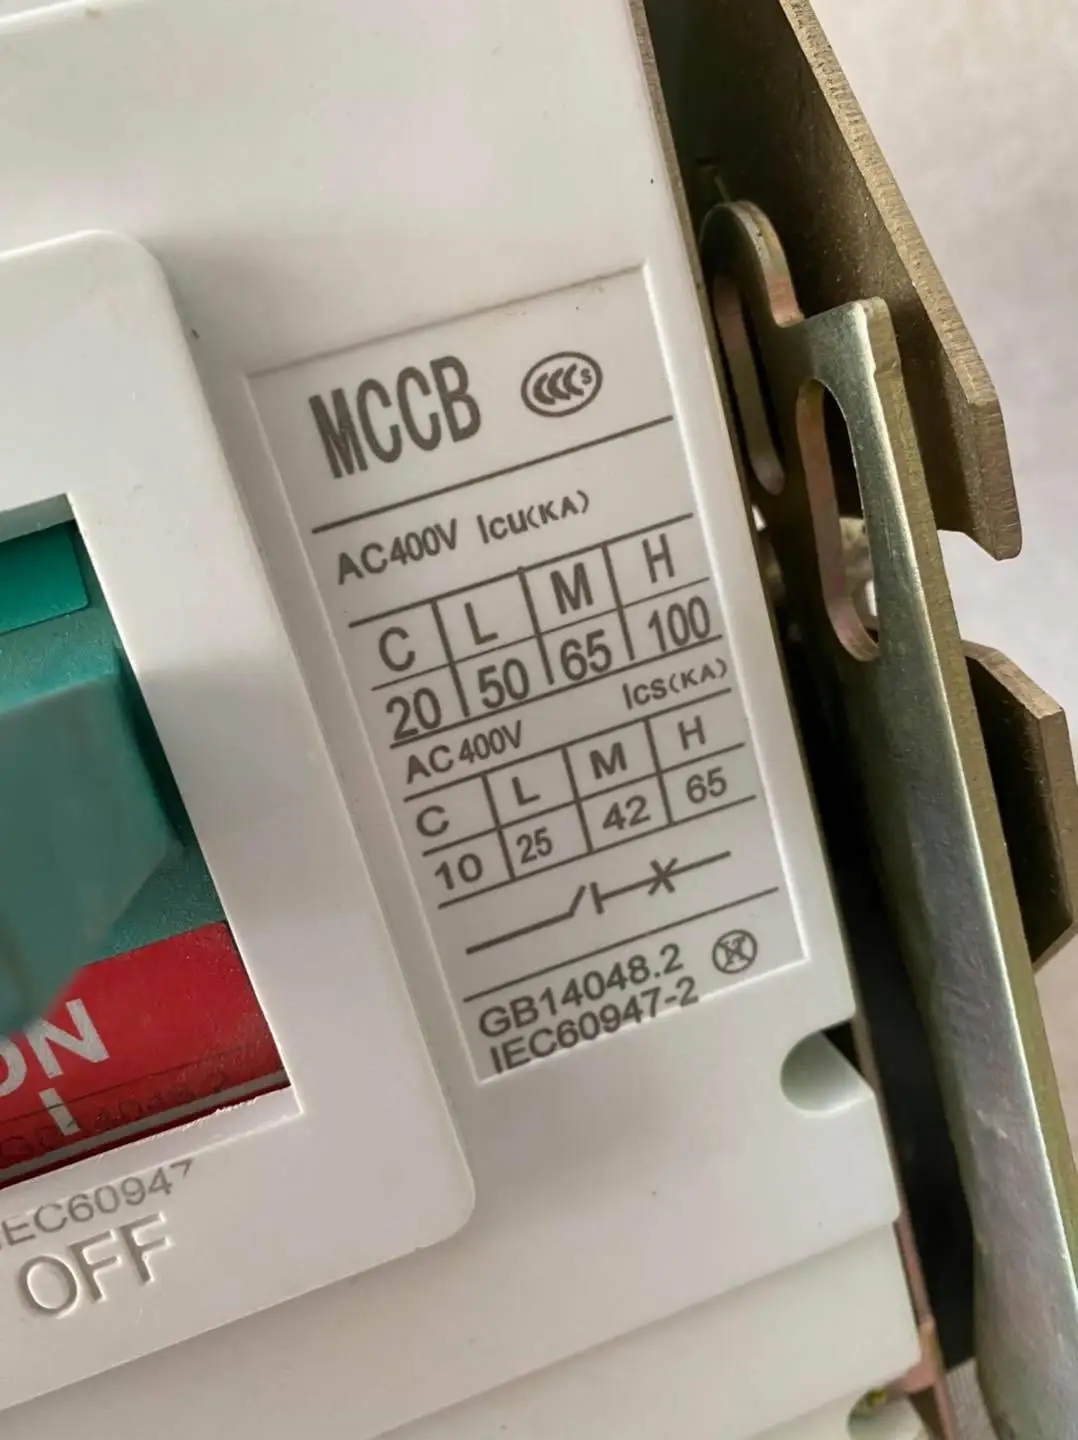 MCCB CCC S
AC400V Icu(KA)
C L M H
20 50 65 100
AC400V Ics(KA)
C L M H
10 25 42 65
GB14048.2
IEC60947-2
ON
I
IEC60947
OFF